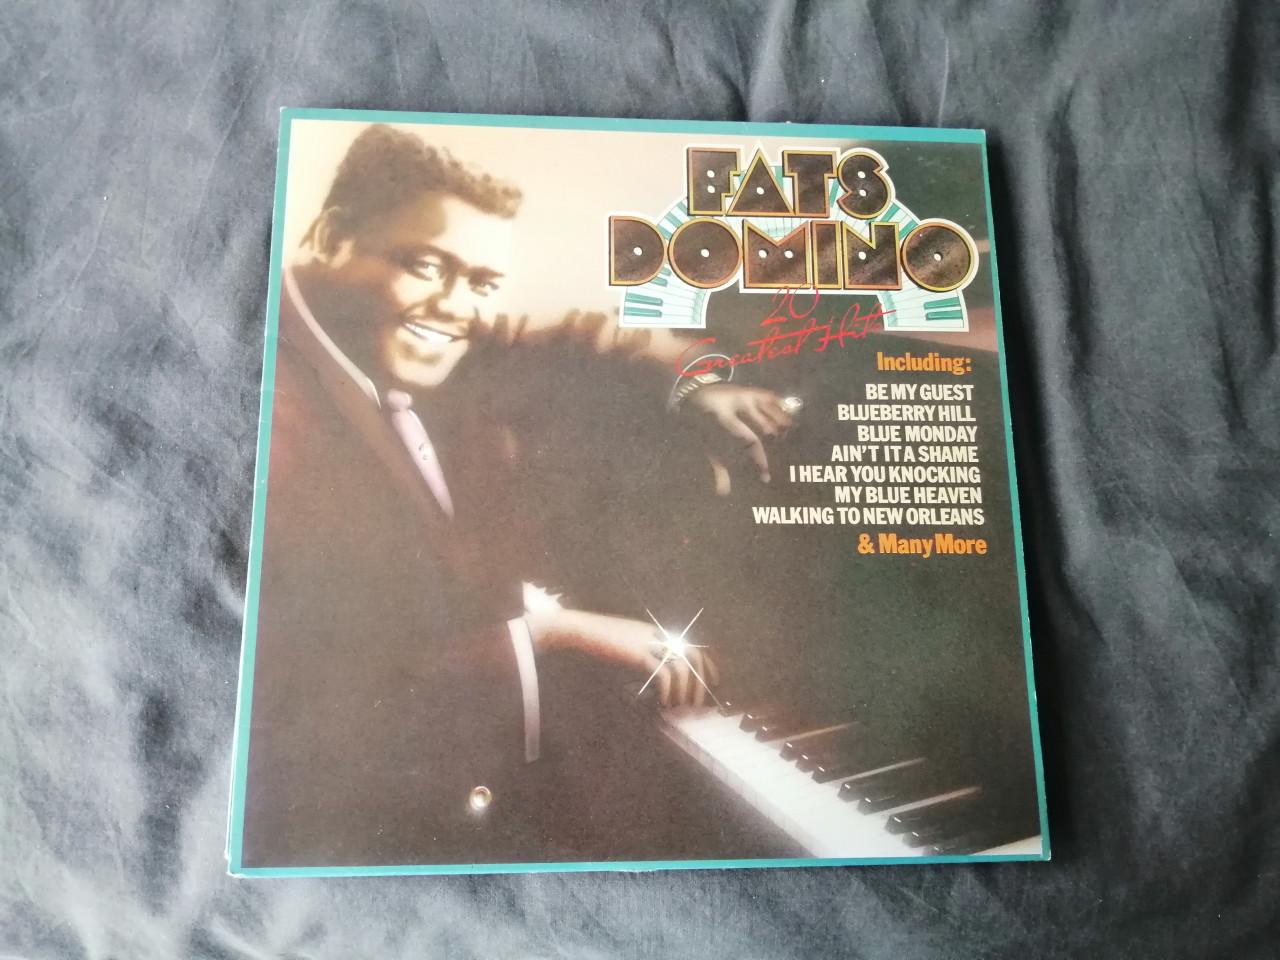 FATS
DOMINO
20
Greatest Hits
Including:
BE MY GUEST
BLUEBERRY HILL
BLUE MONDAY
AIN'T IT A SHAME
I HEAR YOU KNOCKING
MY BLUE HEAVEN
WALKING TO NEW ORLEANS
& Many More